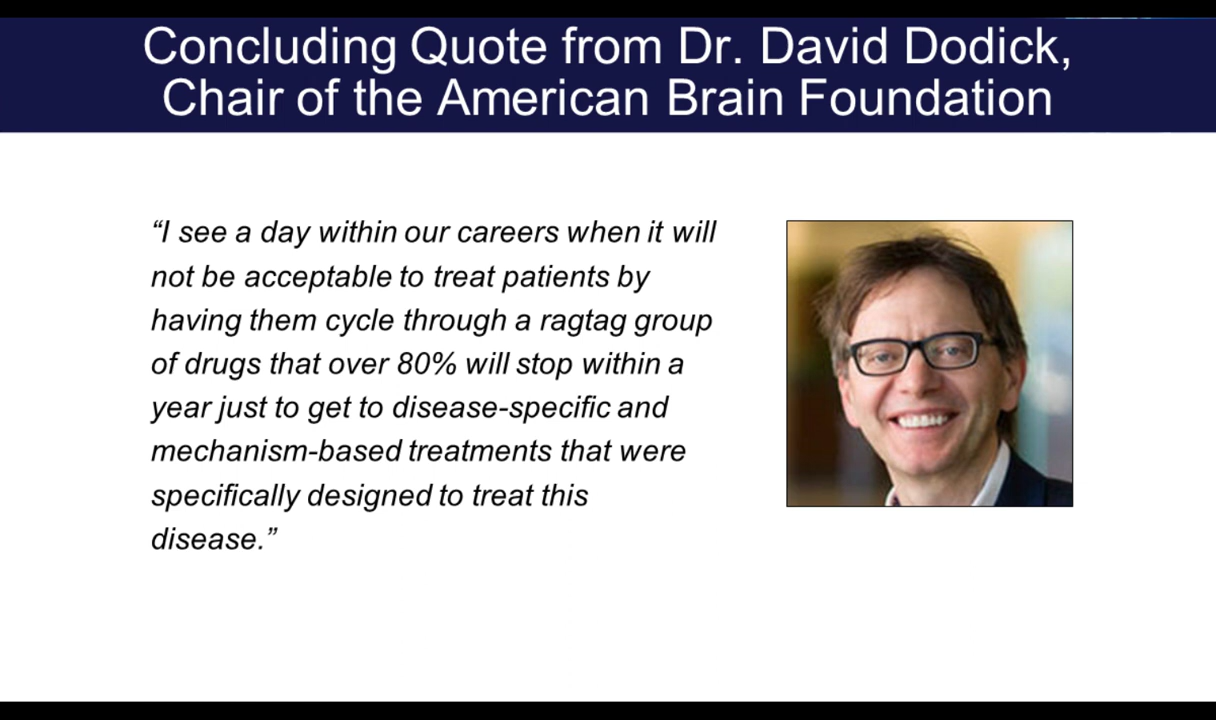 Concluding Quote from Dr. David Dodick,
Chair of the American Brain Foundation
“I see a day within our careers when it will
not be acceptable to treat patients by
having them cycle through a ragtag group
of drugs that over 80% will stop within a
year just to get to disease-specific and
mechanism-based treatments that were
specifically designed to treat this
disease.”